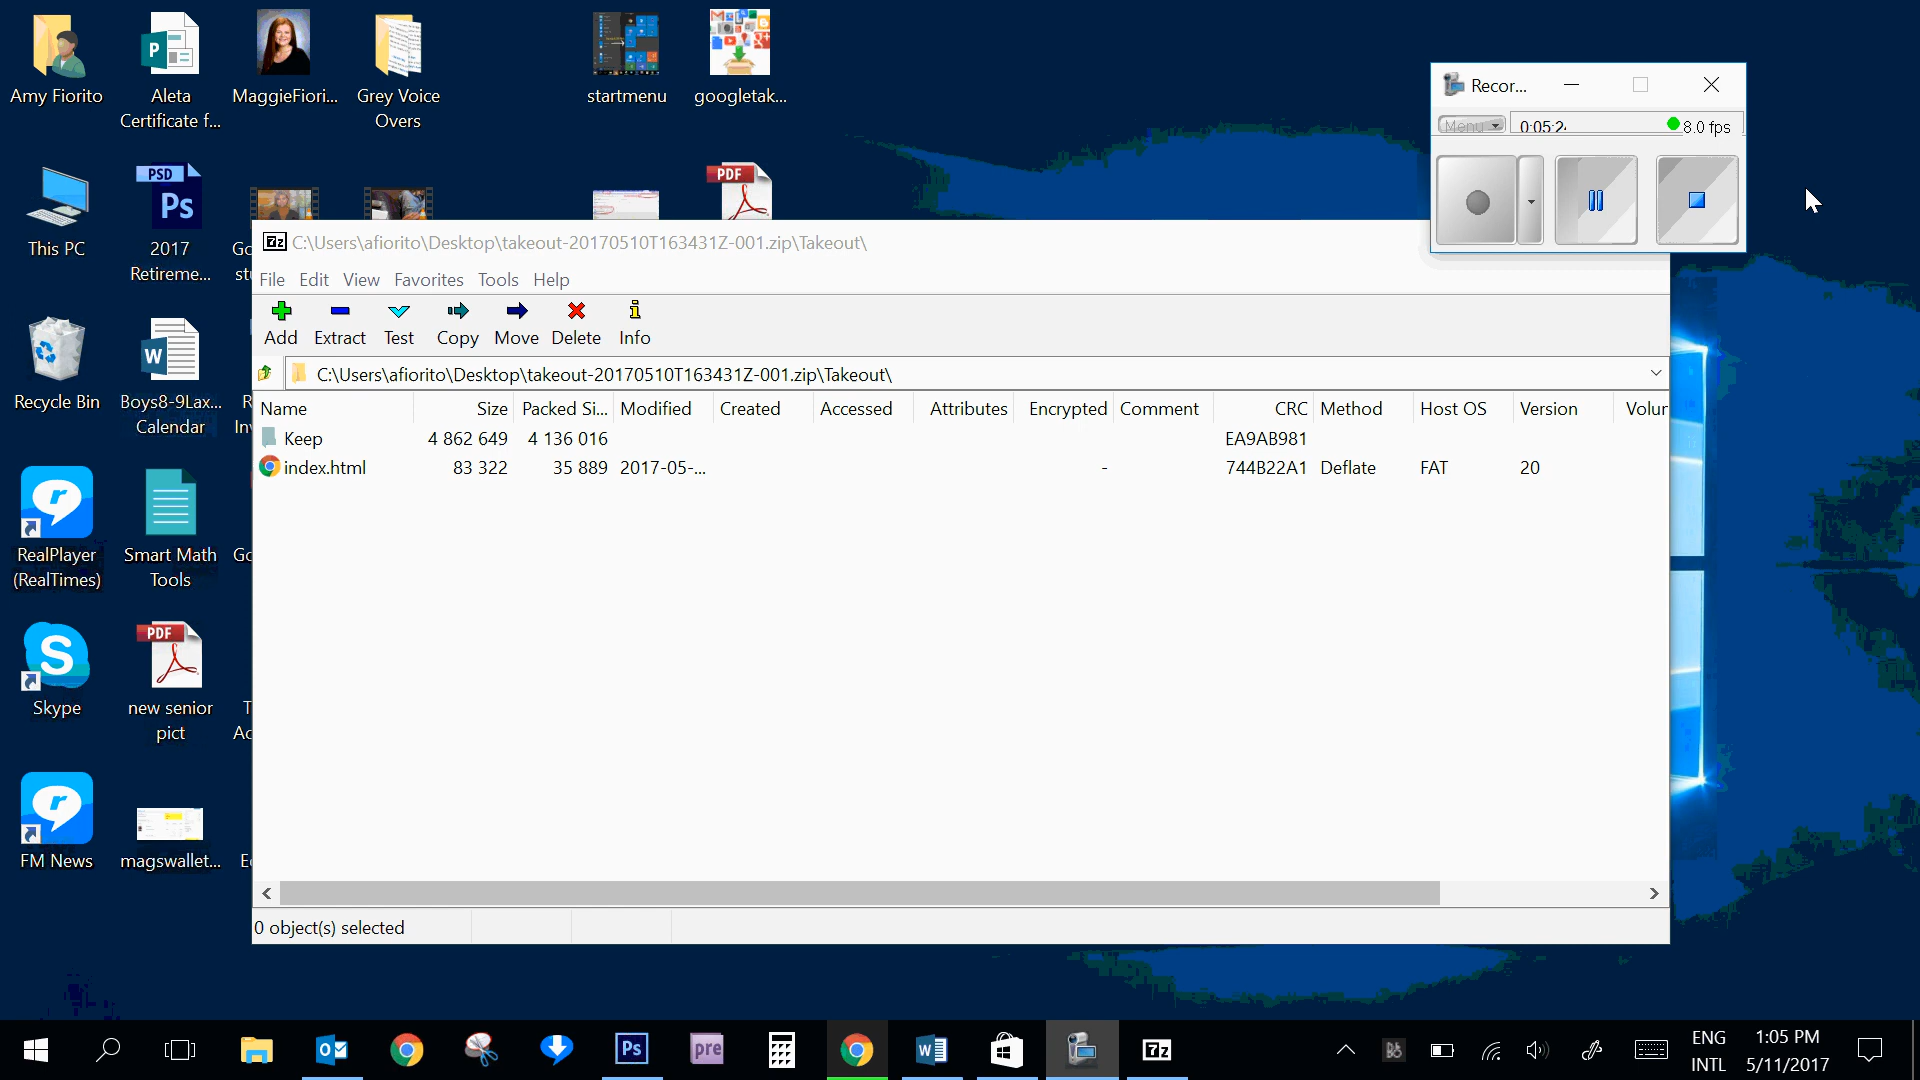 Amy Fiorito
Aleta
Certificate f...
MaggieFiori...
Grey Voice
Overs
startmenu
googletak...
This PC
PSD
Ps
2017
Retireme...
PDF
Recor...
Menu
8.0 fps
7z C:\Users\afiorito\Desktop\takeout-20170510T163431Z-001.zip\Takeout\
File Edit View Favorites Tools Help
Add Extract Test Copy Move Delete Info
C:\Users\afiorito\Desktop\takeout-20170510T163431Z-001.zip\Takeout\
Name Size Packed Si... Modified Created Accessed Attributes Encrypted Comment CRC Method Host OS Version
Keep 4 862 649 4 136 016 EA9AB981
index.html 83 322 35 889 2017-05-... - 744B22A1 Deflate FAT 20
0 object(s) selected
Recycle Bin
Boys8-9Lax...
Calendar
RealPlayer
(RealTimes)
Smart Math
Tools
Skype
PDF
new senior
pict
FM News
magswallet...
Ps
pre
7z
ENG
INTL
1:05 PM
5/11/2017